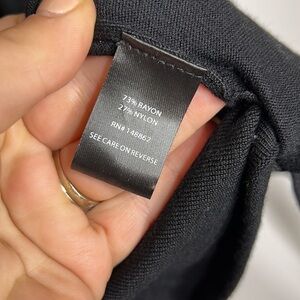 73% RAYON
27% NYLON
RN# 148862
SEE CARE ON REVERSE